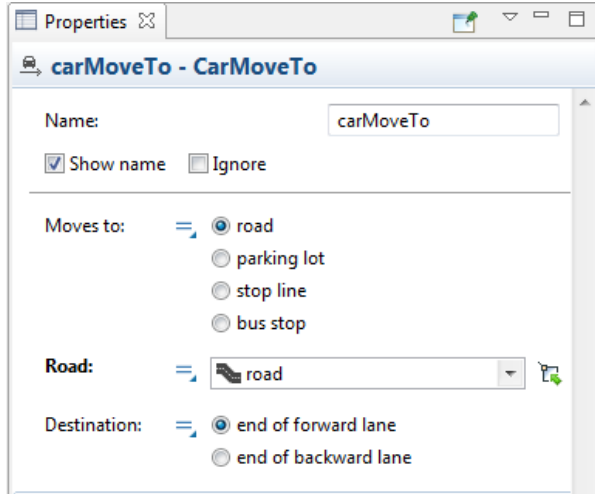 Properties
carMoveTo - CarMoveTo
Name: carMoveTo
Show name Ignore
Moves to: road
parking lot
stop line
bus stop
Road: road
Destination: end of forward lane
end of backward lane